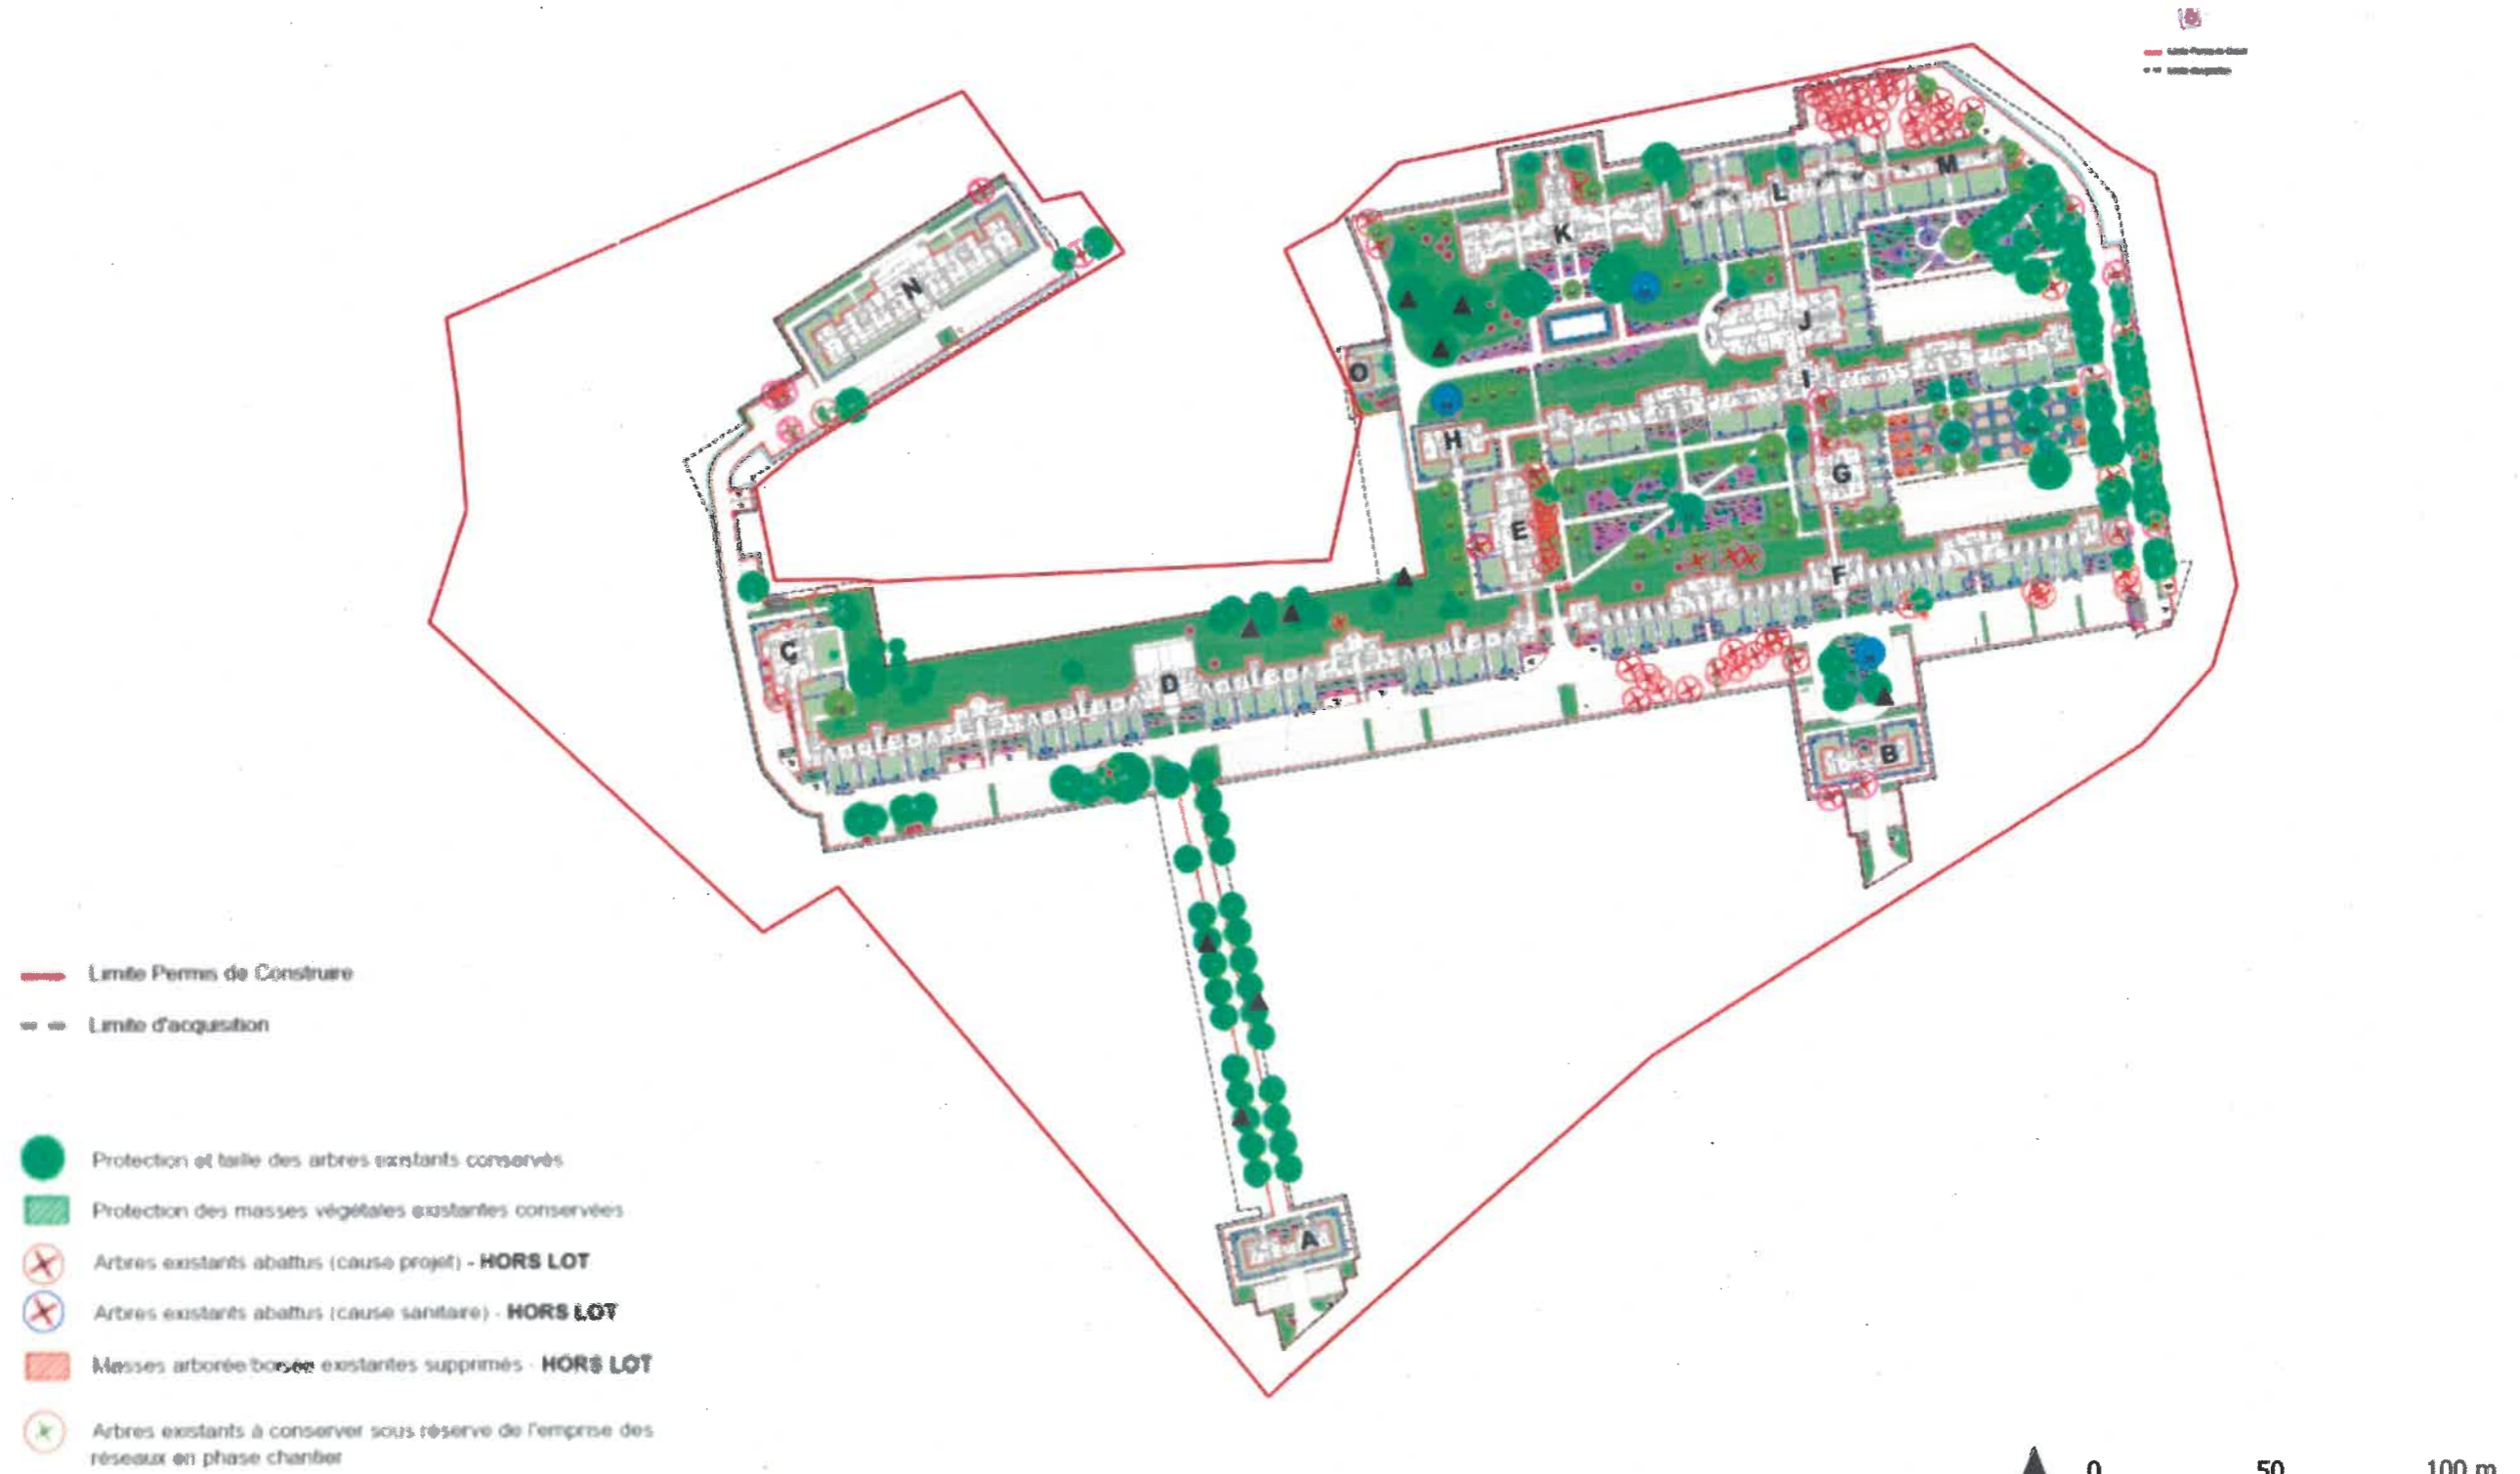 K
L
M
N
J
O
I
H
G
E
F
C
D
B
A
Limite Permis de Construire
Limite d'acquisition
Protection et taille des arbres existants conservés
Protection des masses végétales existantes conservées
Arbres existants abattus (cause projet) - HORS LOT
Arbres existants abattus (cause sanitaire) - HORS LOT
Masses arborée existantes supprimés - HORS LOT
Arbres existants à conserver sous réserve de l'emprise des
réseaux en phase chantier
0 50 100 m